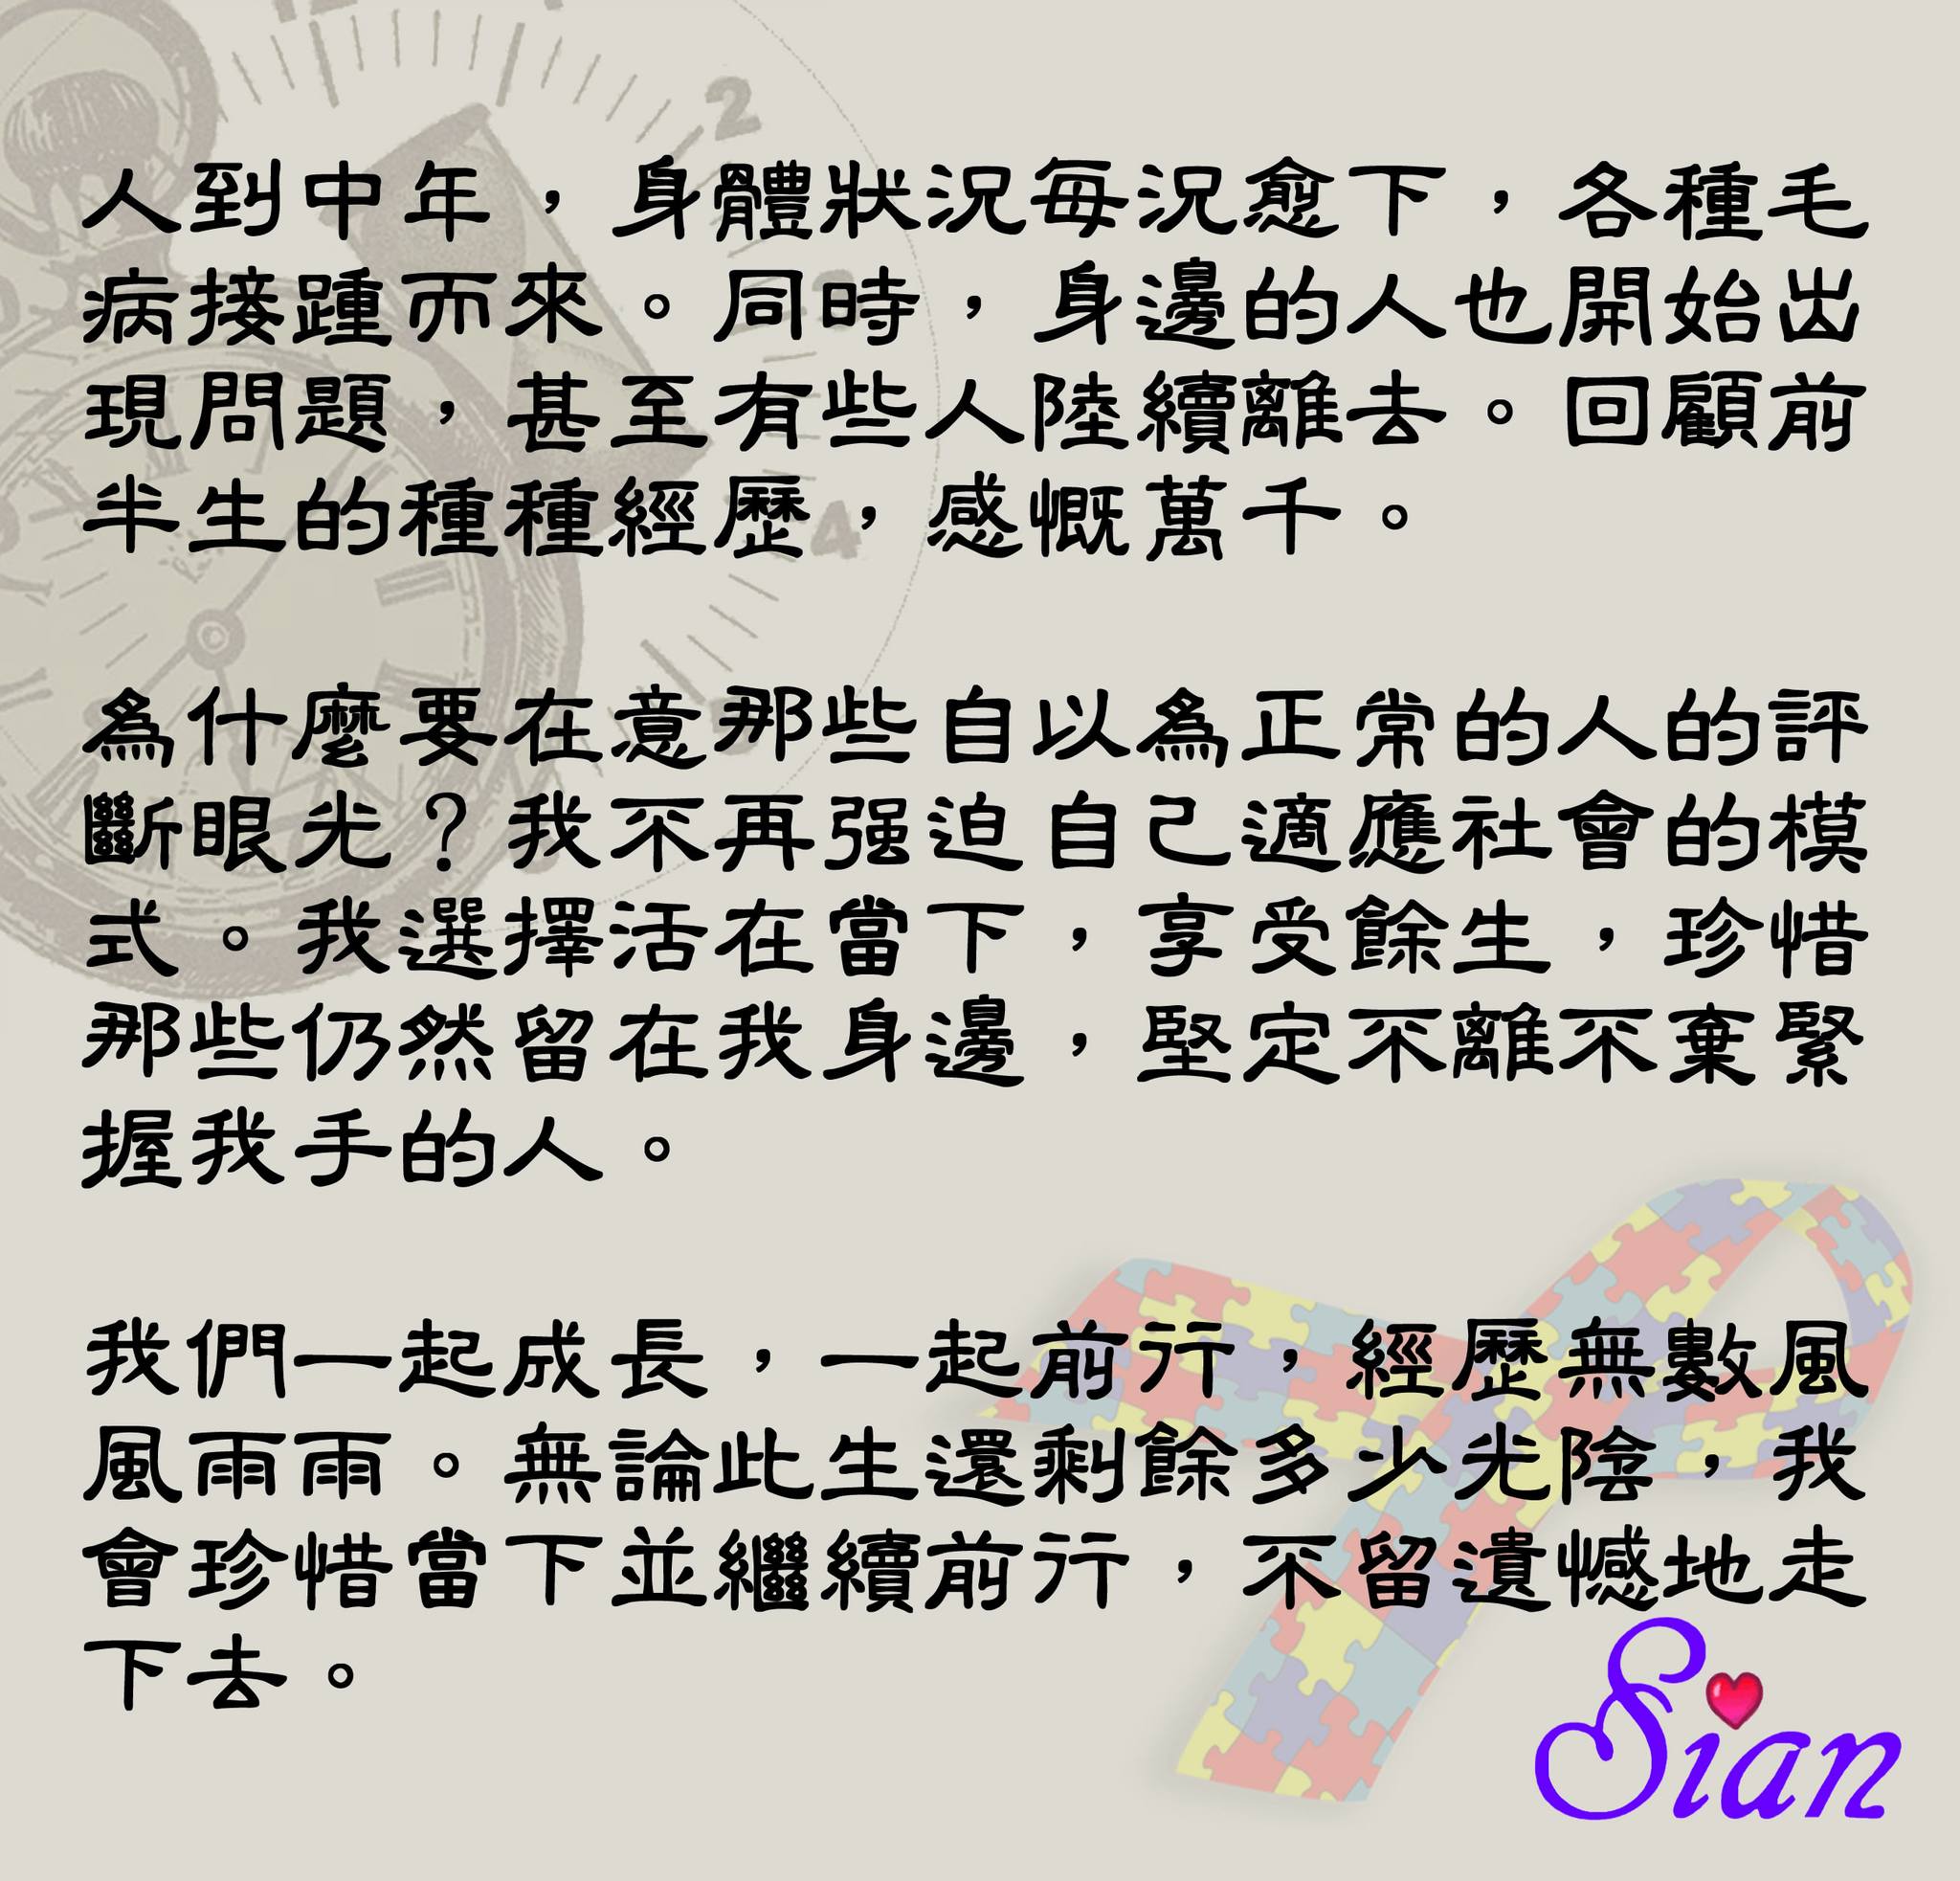 人到中年，身體狀況每況愈下，各種毛
病接踵而來。同時，身邊的人也開始出
現問題，甚至有些人陸續離去。回顧前
半生的種種經歷，感慨萬千。
為什麼要在意那些自以為正常的人的評
斷眼光？我不再强迫自己適應社會的模
式。我選擇活在當下，享受餘生，珍惜
那些仍然留在我身邊，堅定不離不棄緊
握我手的人。
我們一起成長，一起前行，經歷無數風
風雨雨。無論此生還剩餘多少光陰，我
會珍惜當下並繼續前行，不留遺憾地走
下去。
Sian
2
3
4